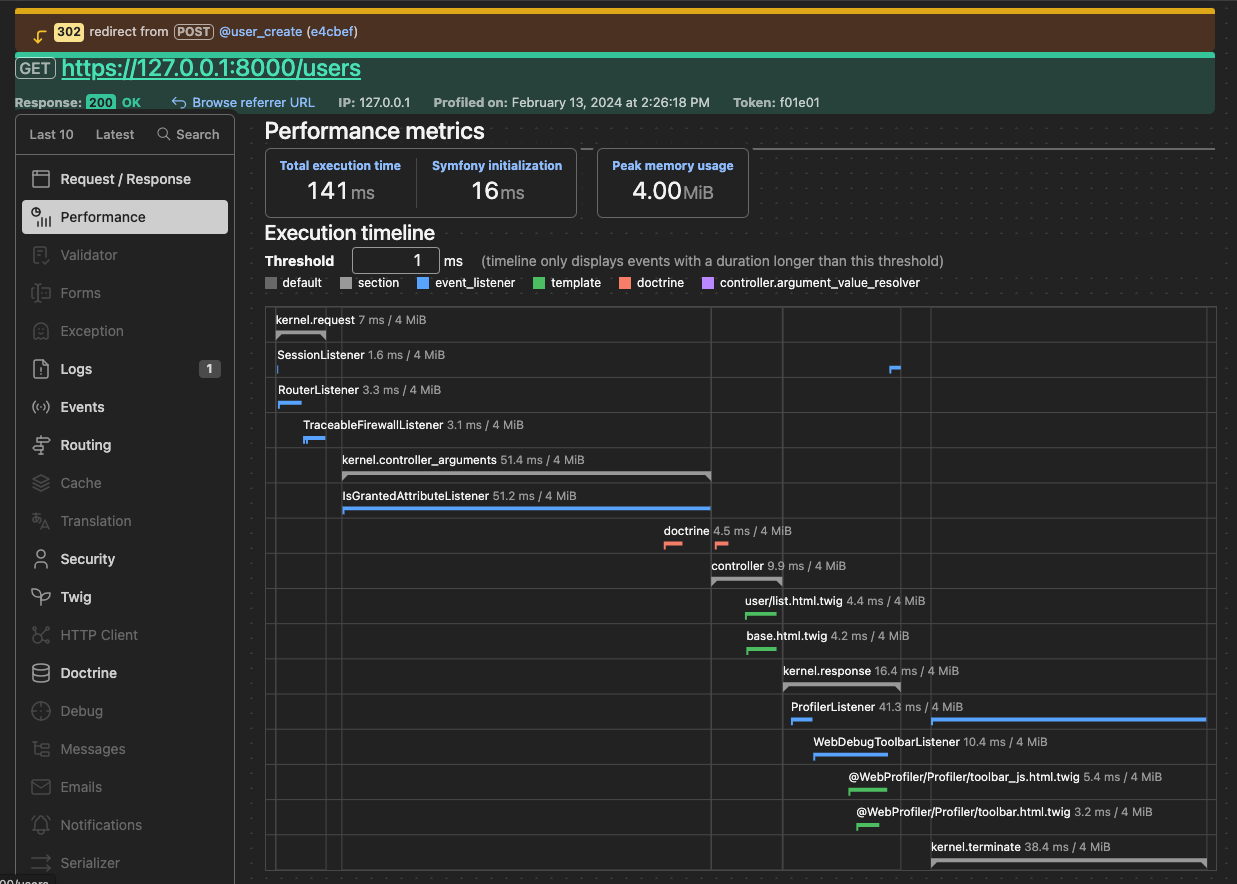 302 redirect from POST @user_create (e4cbef)
GET https://127.0.0.1:8000/users
Response: 200 OK Browse referrer URL IP: 127.0.0.1 Profiled on: February 13, 2024 at 2:26:18 PM Token: f01e01
Last 10 Latest Search
Request / Response
Performance
Validator
Forms
Exception
Logs 1
Events
Routing
Cache
Translation
Security
Twig
HTTP Client
Doctrine
Debug
Messages
Emails
Notifications
Serializer
Performance metrics
Total execution time Symfony initialization Peak memory usage
141 ms 16 ms 4.00 MiB
Execution timeline
Threshold 1 ms (timeline only displays events with a duration longer than this threshold)
default section event_listener template doctrine controller.argument_value_resolver
kernel.request 7 ms / 4 MiB
SessionListener 1.6 ms / 4 MiB
RouterListener 3.3 ms / 4 MiB
TraceableFirewallListener 3.1 ms / 4 MiB
kernel.controller_arguments 51.4 ms / 4 MiB
IsGrantedAttributeListener 51.2 ms / 4 MiB
doctrine 4.5 ms / 4 MiB
controller 9.9 ms / 4 MiB
user/list.html.twig 4.4 ms / 4 MiB
base.html.twig 4.2 ms / 4 MiB
kernel.response 16.4 ms / 4 MiB
ProfilerListener 41.3 ms / 4 MiB
WebDebugToolbarListener 10.4 ms / 4 MiB
@WebProfiler/Profiler/toolbar_js.html.twig 5.4 ms / 4 MiB
@WebProfiler/Profiler/toolbar.html.twig 3.2 ms / 4 MiB
kernel.terminate 38.4 ms / 4 MiB